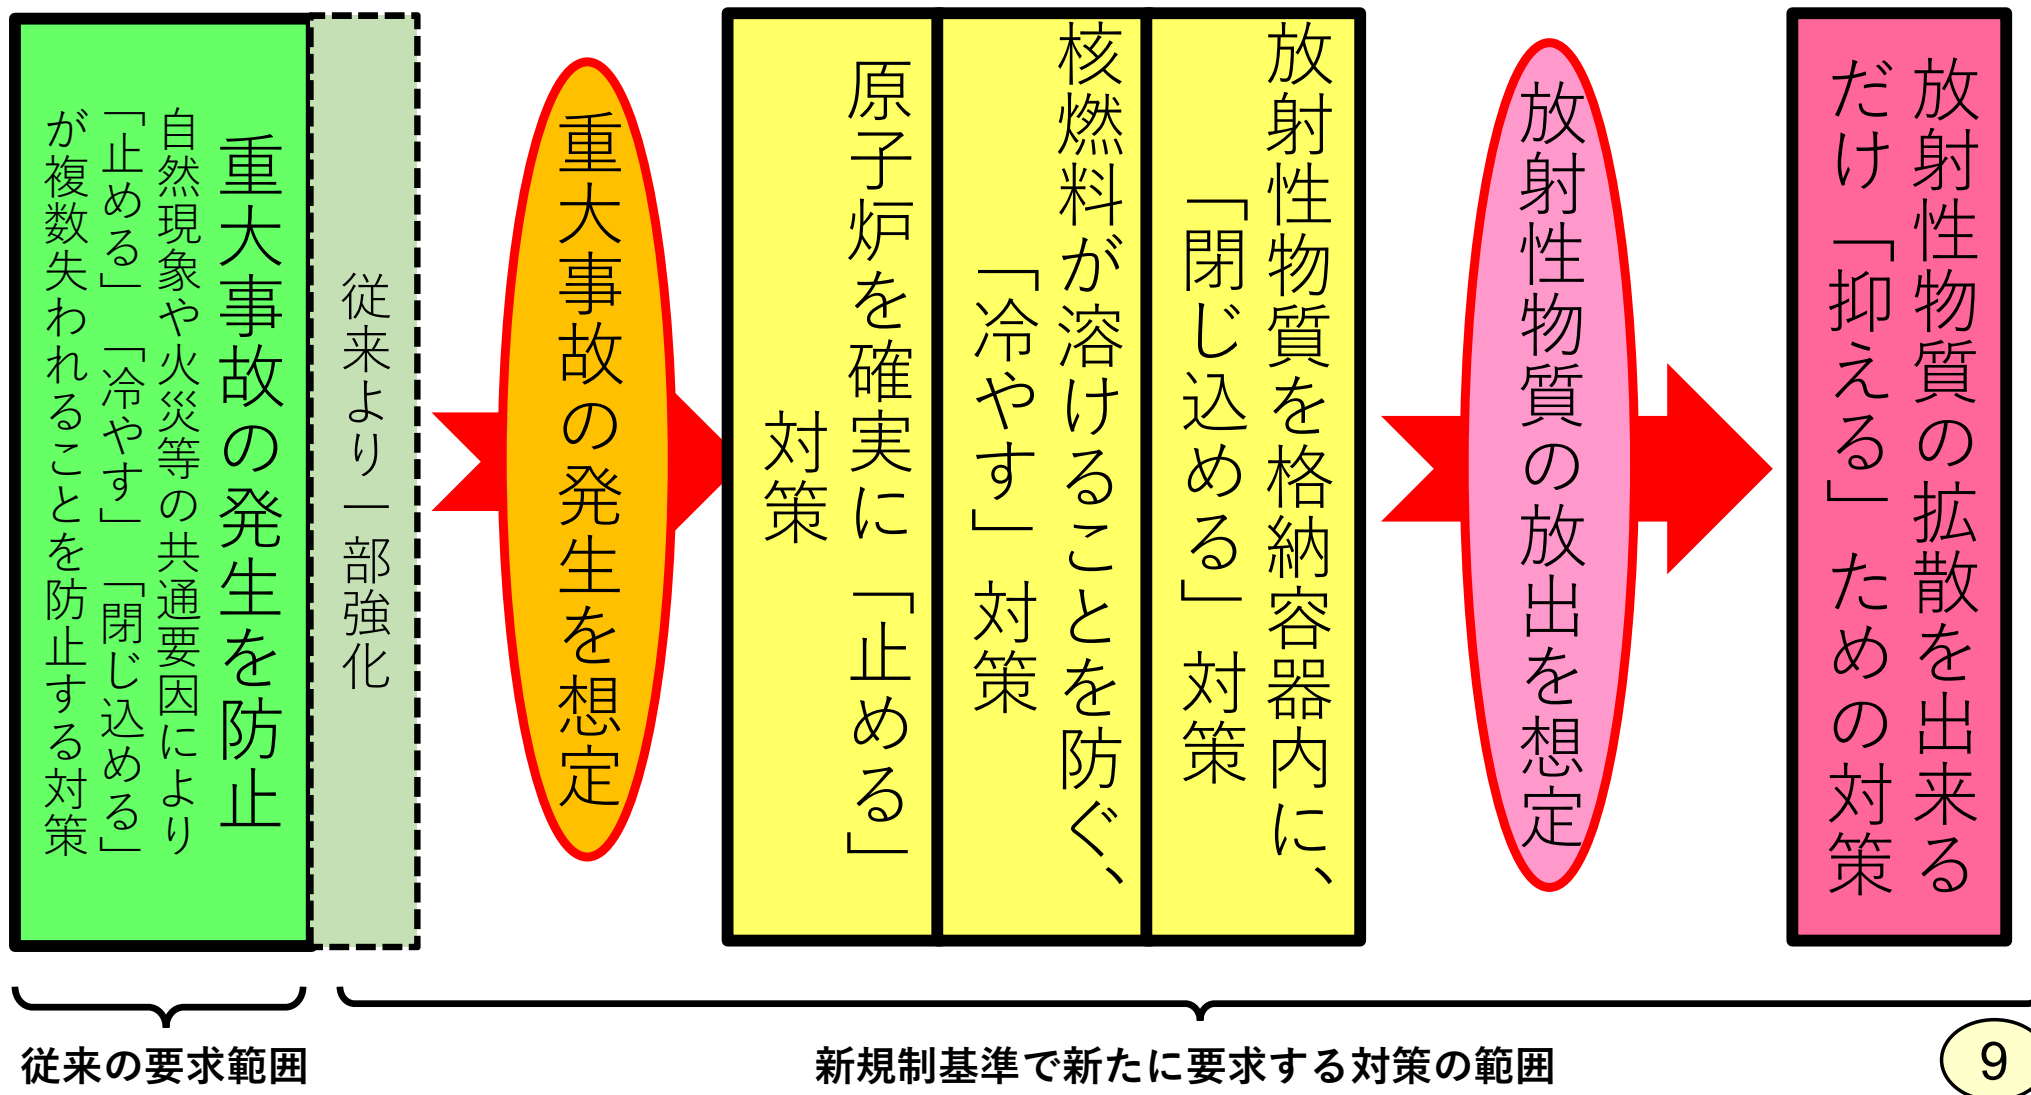 重大事故の発生を防止
自然現象や火災等の共通要因により
「止める」「冷やす」「閉じ込める」
が複数失われることを防止する対策
従来より一部強化
重大事故の発生を想定
原子炉を確実に「止める」
対策
核燃料が溶けることを防ぐ、
「冷やす」対策
放射性物質を格納容器内に、
「閉じ込める」対策
放射性物質の放出を想定
放射性物質の拡散を出来る
だけ「抑える」ための対策
従来の要求範囲
新規制基準で新たに要求する対策の範囲
9